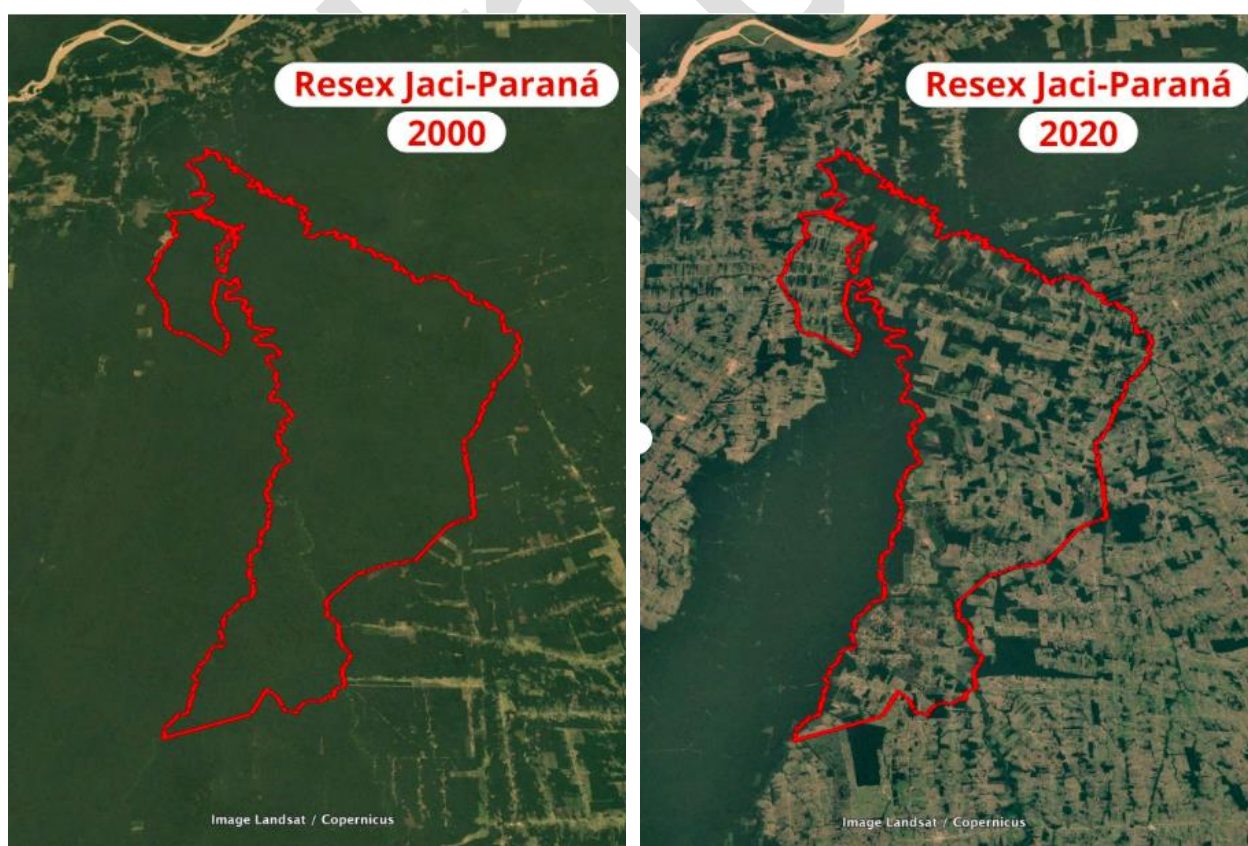 Resex Jaci-Paraná
2000
Image Landsat / Copernicus
Resex Jaci-Paraná
2020
Image Landsat / Copernicus